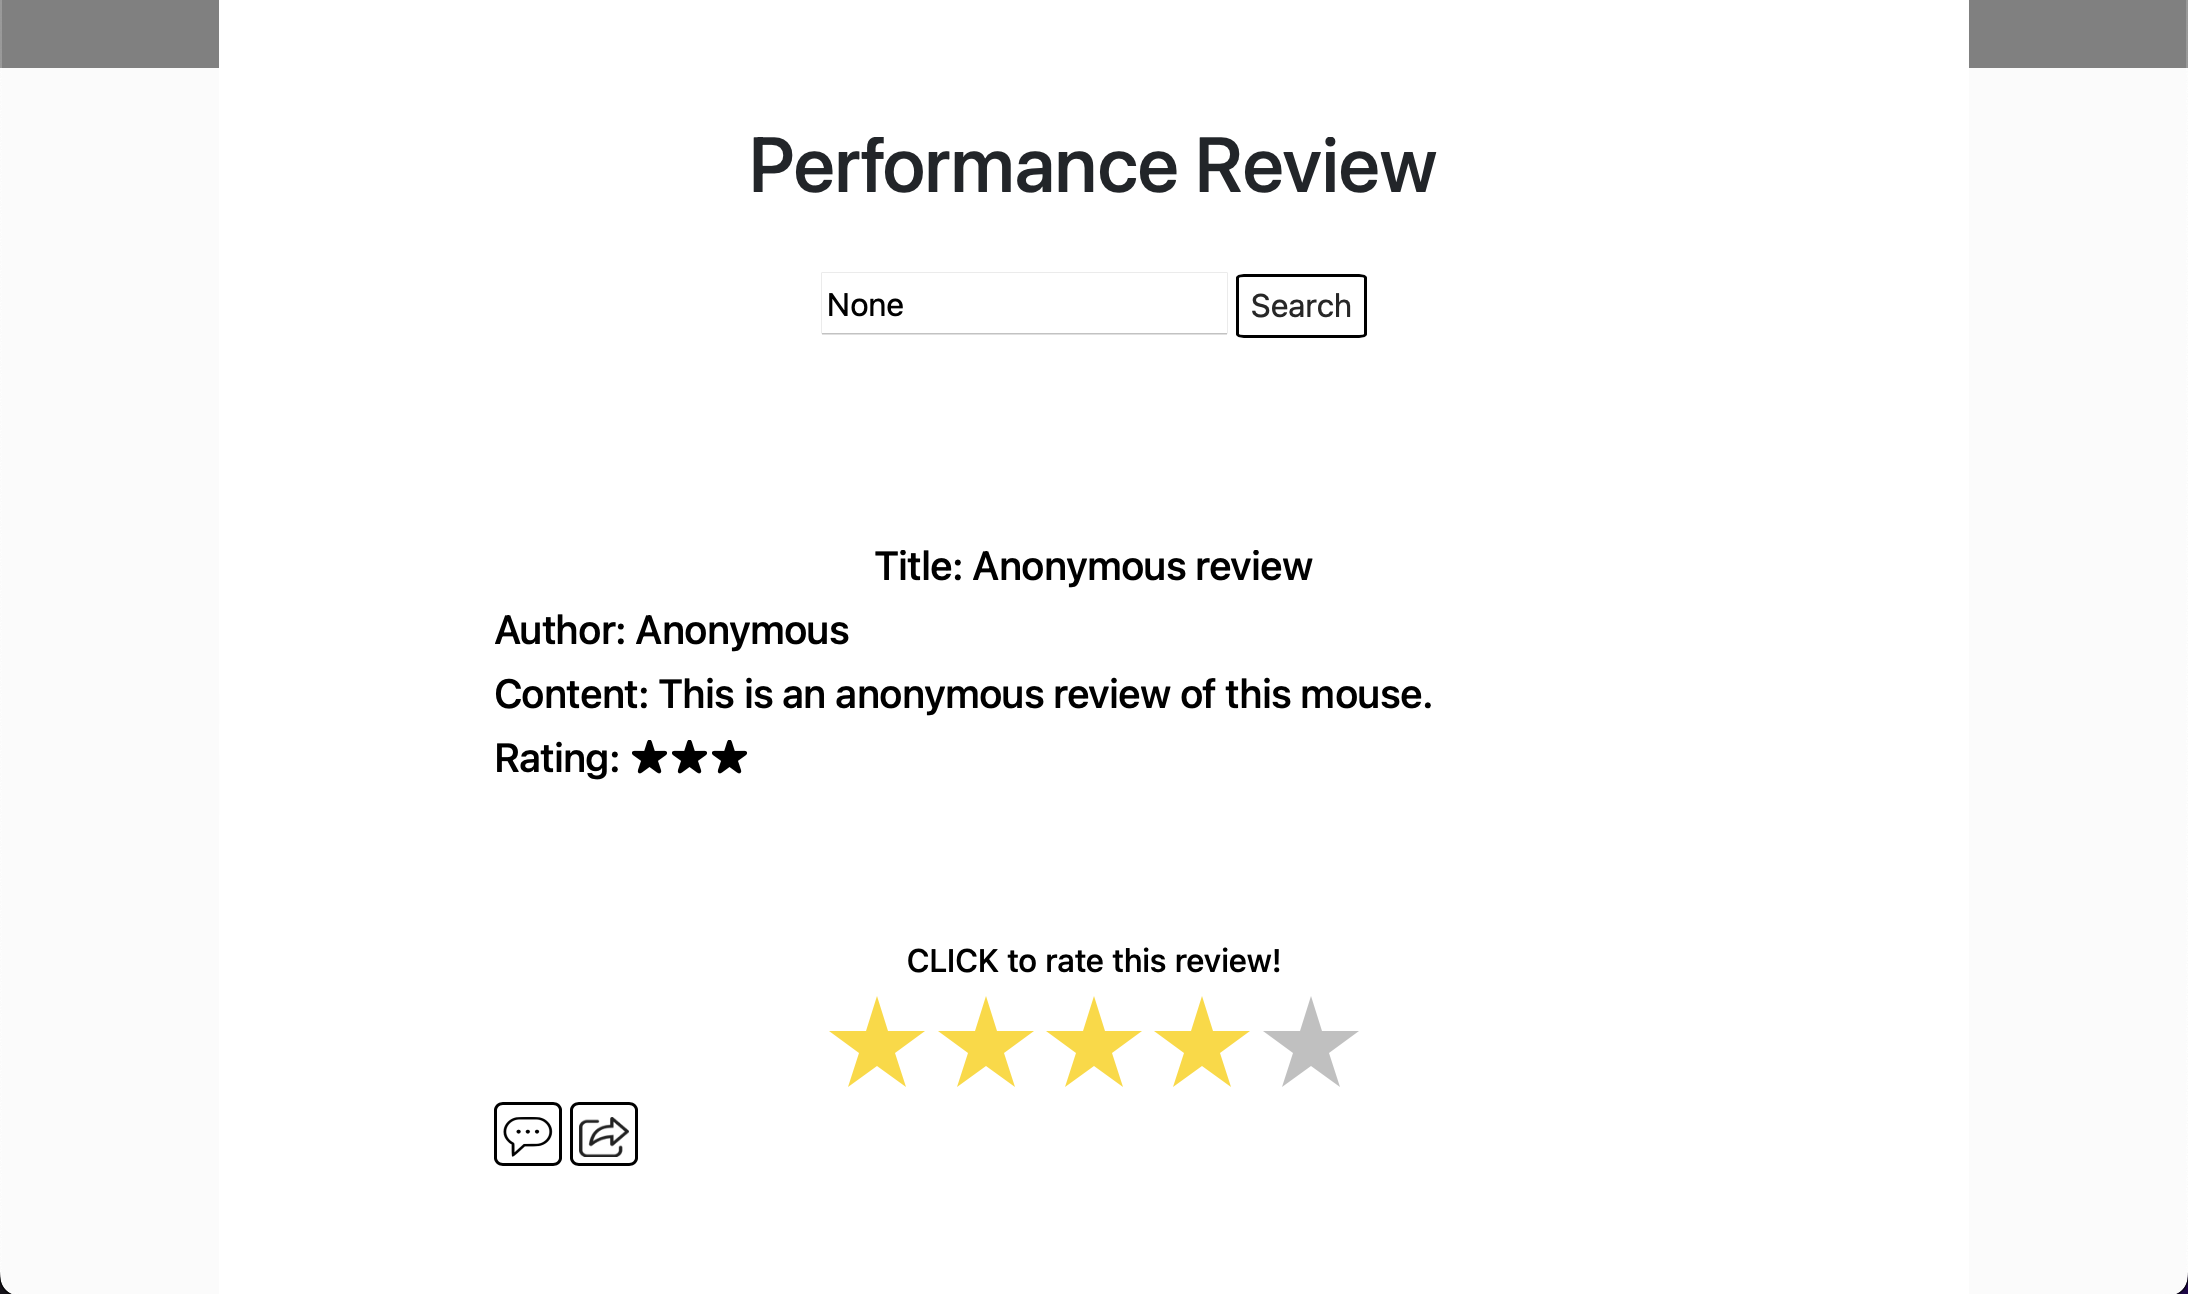 Performance Review
None Search
Title: Anonymous review
Author: Anonymous
Content: This is an anonymous review of this mouse.
Rating: ★★★
CLICK to rate this review!